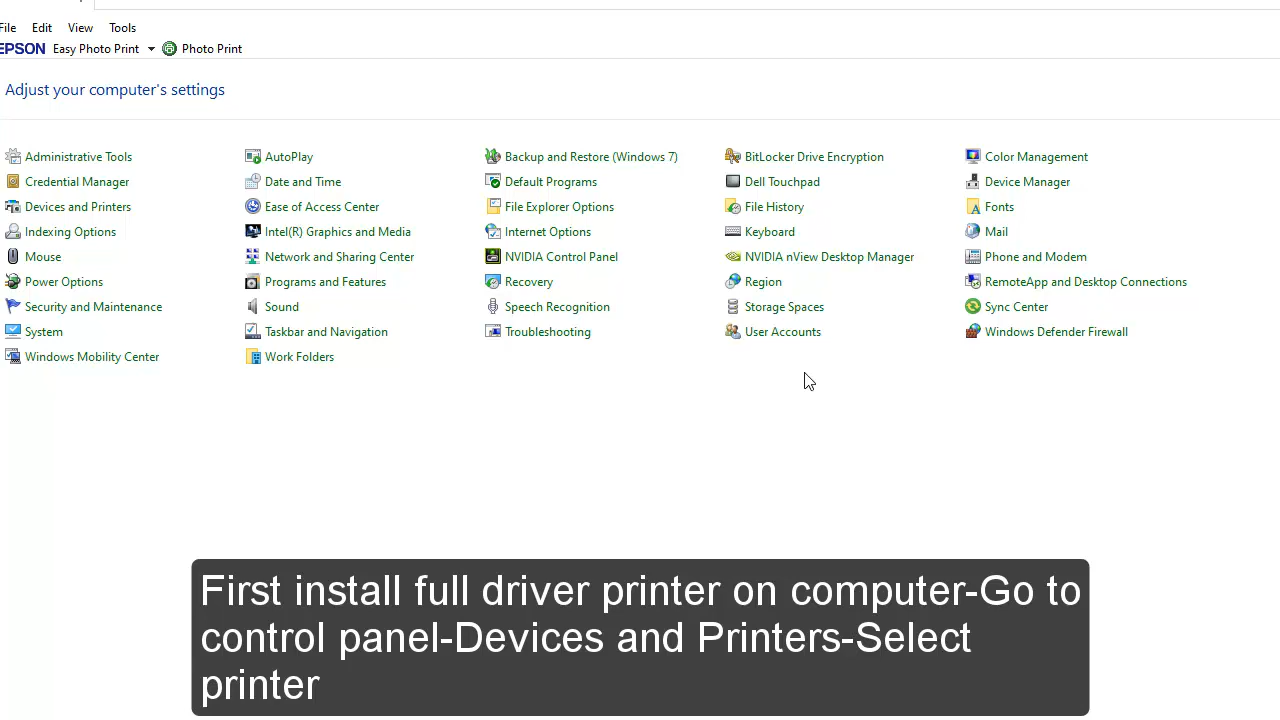 File Edit View Tools
EPSON Easy Photo Print Photo Print
Adjust your computer's settings
Administrative Tools AutoPlay Backup and Restore (Windows 7) BitLocker Drive Encryption Color Management
Credential Manager Date and Time Default Programs Dell Touchpad Device Manager
Devices and Printers Ease of Access Center File Explorer Options File History Fonts
Indexing Options Intel(R) Graphics and Media Internet Options Keyboard Mail
Mouse Network and Sharing Center NVIDIA Control Panel NVIDIA nView Desktop Manager Phone and Modem
Power Options Programs and Features Recovery Region RemoteApp and Desktop Connections
Security and Maintenance Sound Speech Recognition Storage Spaces Sync Center
System Taskbar and Navigation Troubleshooting User Accounts Windows Defender Firewall
Windows Mobility Center Work Folders
First install full driver printer on computer-Go to
control panel-Devices and Printers-Select
printer